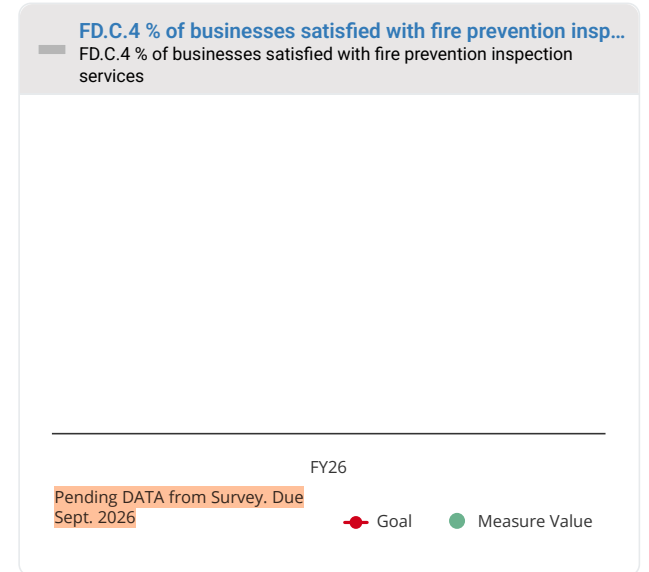 FD.C.4 % of businesses satisfied with fire prevention insp...
FD.C.4 % of businesses satisfied with fire prevention inspection
services
FY26
Pending DATA from Survey. Due
Sept. 2026
Goal
Measure Value